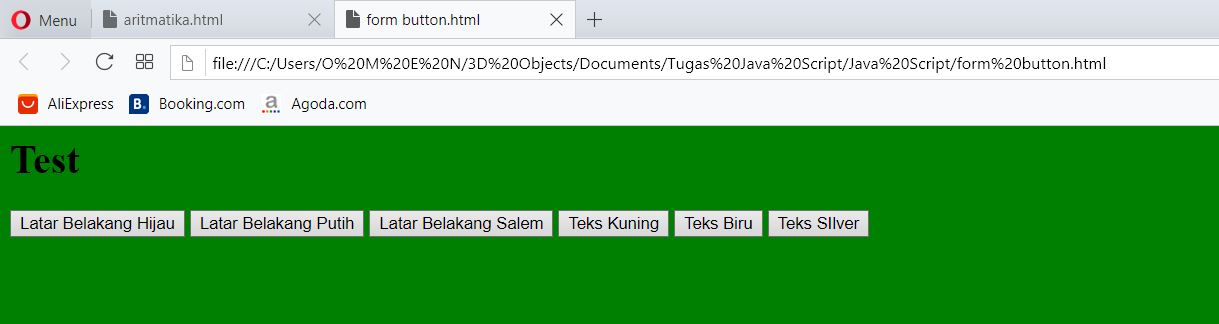 Menu aritmatika.html form button.html
file:///C:/Users/O%20M%20E%20N/3D%20Objects/Documents/Tugas%20Java%20Script/Java%20Script/form%20button.html
AliExpress B. Booking.com a Agoda.com
Test
Latar Belakang Hijau Latar Belakang Putih Latar Belakang Salem Teks Kuning Teks Biru Teks SIlver